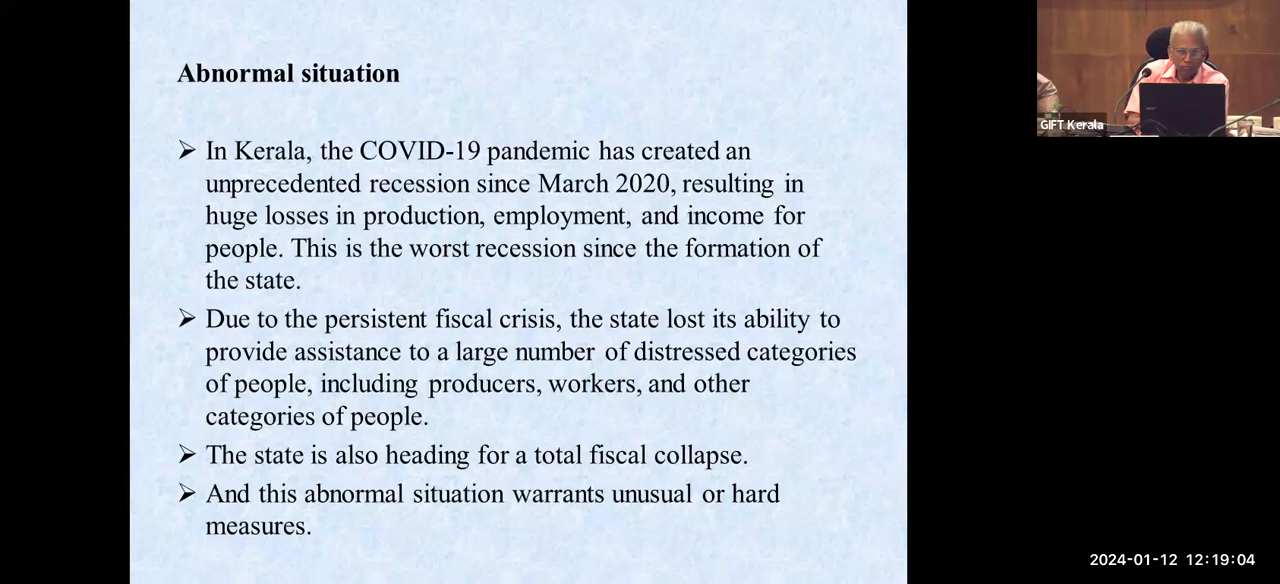 Abnormal situation
➢ In Kerala, the COVID-19 pandemic has created an
unprecedented recession since March 2020, resulting in
huge losses in production, employment, and income for
people. This is the worst recession since the formation of
the state.
➢ Due to the persistent fiscal crisis, the state lost its ability to
provide assistance to a large number of distressed categories
of people, including producers, workers, and other
categories of people.
➢ The state is also heading for a total fiscal collapse.
➢ And this abnormal situation warrants unusual or hard
measures.
GIFT Kerala
2024-01-12 12:19:04